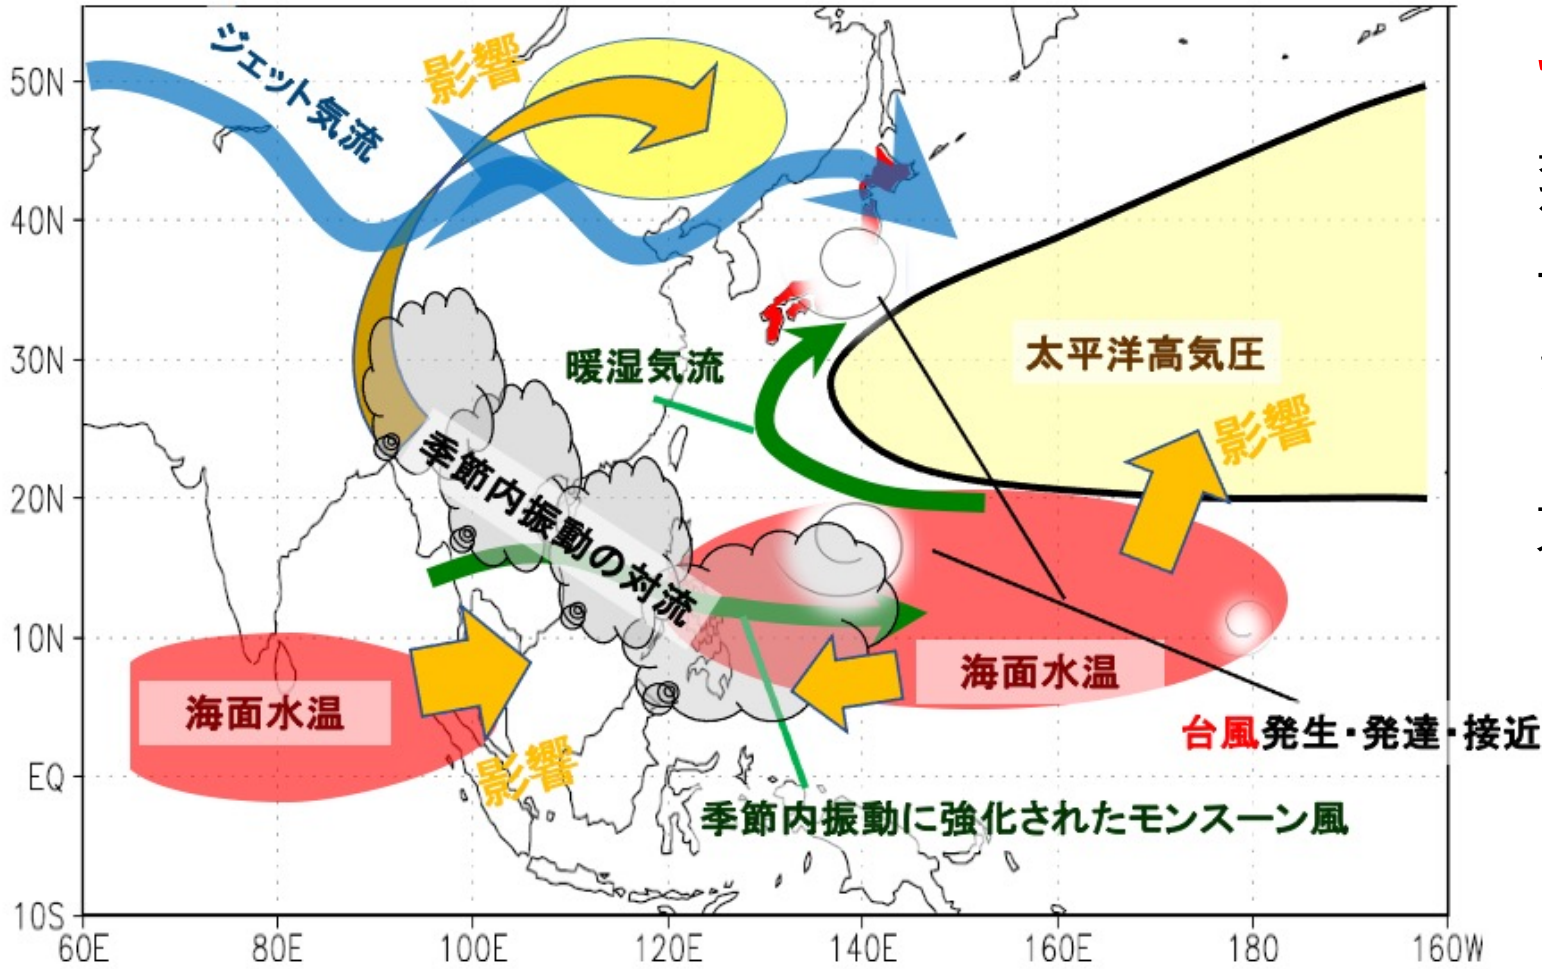 ジェット気流
影響
50N
40N
30N
20N
10N
EQ
10S
暖湿気流
太平洋高気圧
影響
季節内振動の対流
海面水温
海面水温
影響
台風発生・発達・接近
季節内振動に強化されたモンスーン風
60E
80E
100E
120E
140E
160E
180
160W